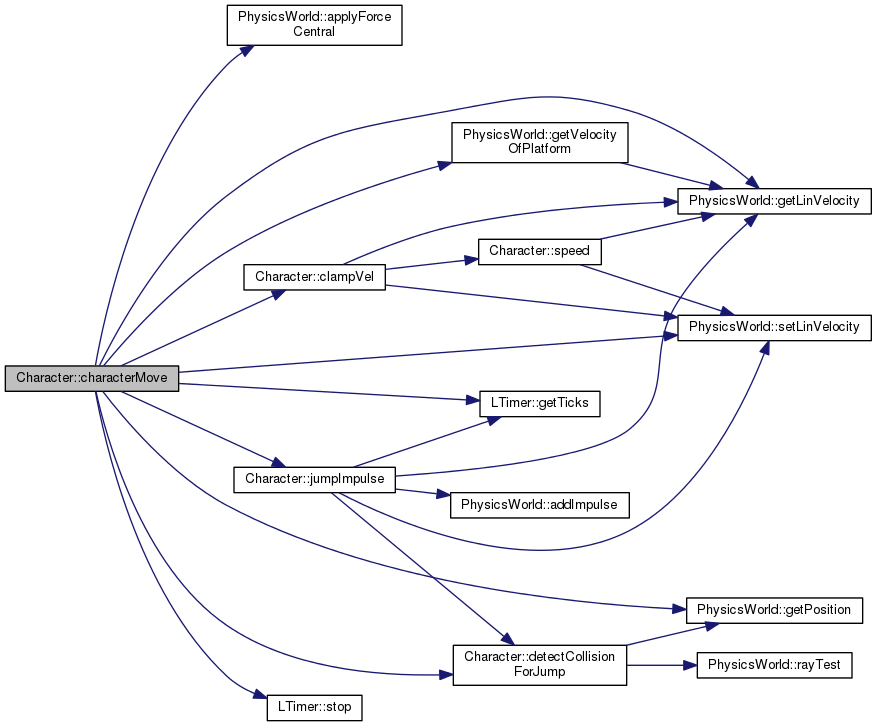 PhysicsWorld::applyForce
Central
PhysicsWorld::getVelocity
OfPlatform
PhysicsWorld::getLinVelocity
Character::speed
Character::clampVel
PhysicsWorld::setLinVelocity
Character::characterMove
LTimer::getTicks
Character::jumpImpulse
PhysicsWorld::addImpulse
PhysicsWorld::getPosition
Character::detectCollision
ForJump
PhysicsWorld::rayTest
LTimer::stop